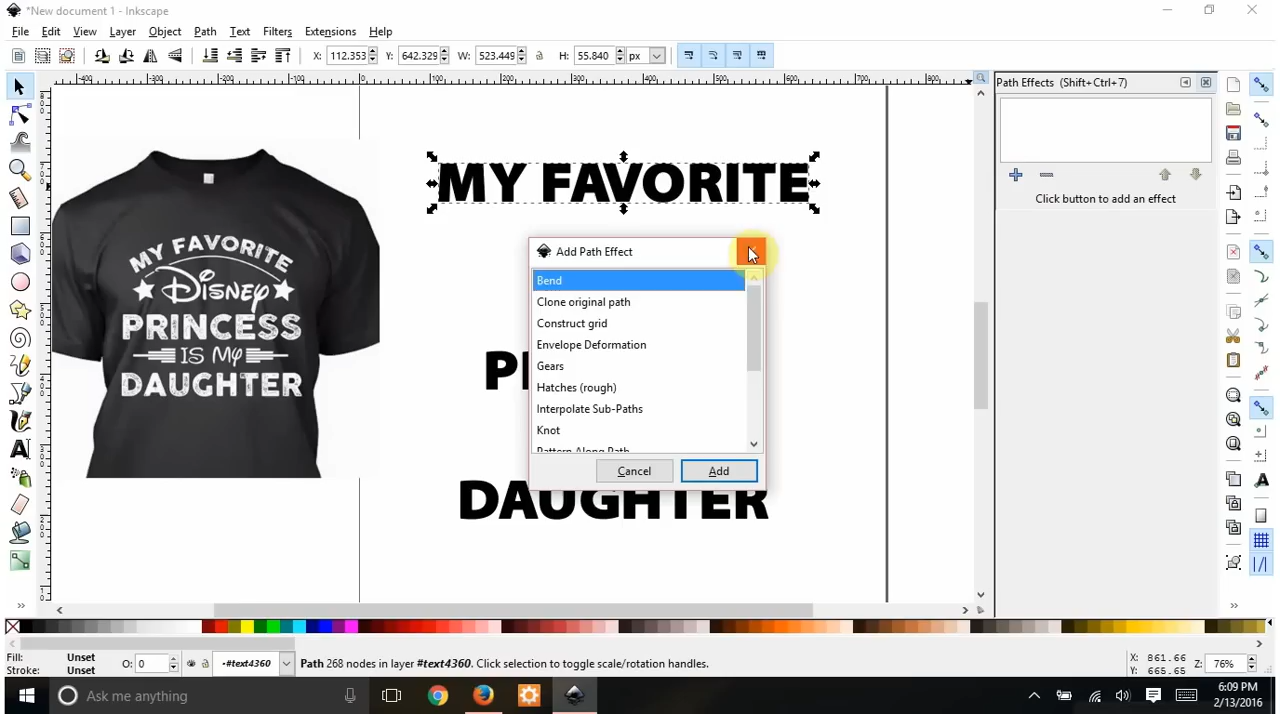 *New document 1 - Inkscape
File Edit View Layer Object Path Text Filters Extensions Help
X: 112.353 Y: 642.329 W: 523.449 H: 55.840 px
Path Effects (Shift+Ctrl+7)
Click button to add an effect
MY FAVORITE
DAUGHTER
MY FAVORITE
Disney
PRINCESS
IS MY
DAUGHTER
Add Path Effect
Bend
Clone original path
Construct grid
Envelope Deformation
Gears
Hatches (rough)
Interpolate Sub-Paths
Knot
Pattern Along Path
Cancel Add
Fill: Unset
Stroke: Unset
O: 0
#text4360
Path 268 nodes in layer #text4360. Click selection to toggle scale/rotation handles.
X: 861.66
Y: 665.65
Z: 76%
Ask me anything
6:09 PM
2/13/2016